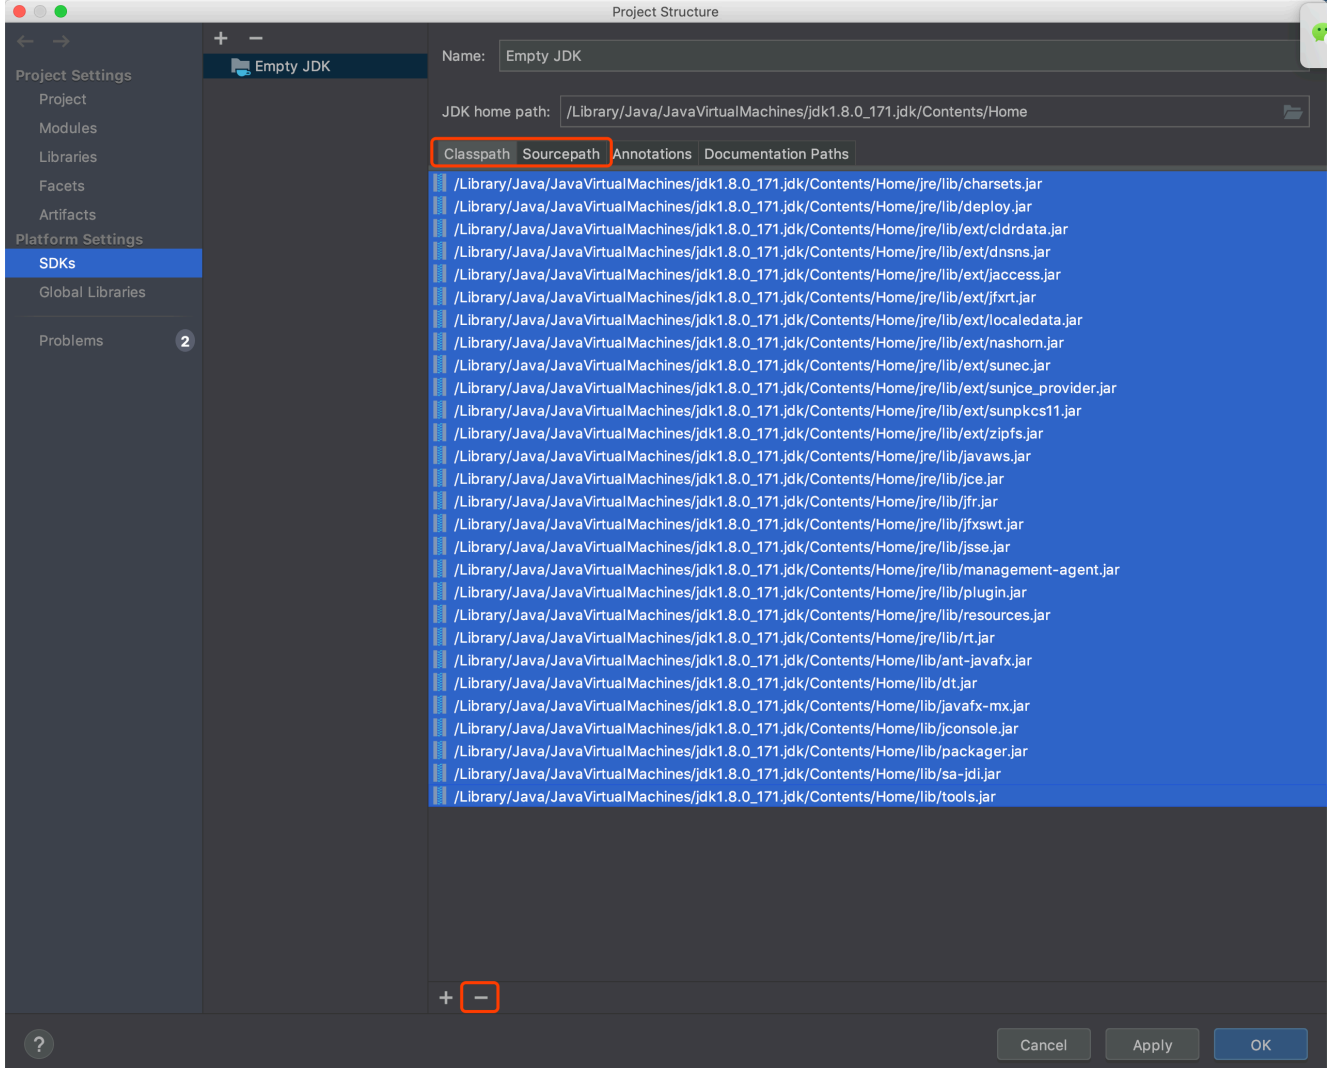 Project Structure
Project Settings
Project
Modules
Libraries
Facets
Artifacts
Platform Settings
SDKs
Global Libraries
Problems 2
Empty JDK
Name: Empty JDK
JDK home path: /Library/Java/JavaVirtualMachines/jdk1.8.0_171.jdk/Contents/Home
Classpath Sourcepath Annotations Documentation Paths
/Library/Java/JavaVirtualMachines/jdk1.8.0_171.jdk/Contents/Home/jre/lib/charsets.jar
/Library/Java/JavaVirtualMachines/jdk1.8.0_171.jdk/Contents/Home/jre/lib/deploy.jar
/Library/Java/JavaVirtualMachines/jdk1.8.0_171.jdk/Contents/Home/jre/lib/ext/cldrdata.jar
/Library/Java/JavaVirtualMachines/jdk1.8.0_171.jdk/Contents/Home/jre/lib/ext/dnsns.jar
/Library/Java/JavaVirtualMachines/jdk1.8.0_171.jdk/Contents/Home/jre/lib/ext/jaccess.jar
/Library/Java/JavaVirtualMachines/jdk1.8.0_171.jdk/Contents/Home/jre/lib/ext/jfxrt.jar
/Library/Java/JavaVirtualMachines/jdk1.8.0_171.jdk/Contents/Home/jre/lib/ext/localedata.jar
/Library/Java/JavaVirtualMachines/jdk1.8.0_171.jdk/Contents/Home/jre/lib/ext/nashorn.jar
/Library/Java/JavaVirtualMachines/jdk1.8.0_171.jdk/Contents/Home/jre/lib/ext/sunec.jar
/Library/Java/JavaVirtualMachines/jdk1.8.0_171.jdk/Contents/Home/jre/lib/ext/sunjce_provider.jar
/Library/Java/JavaVirtualMachines/jdk1.8.0_171.jdk/Contents/Home/jre/lib/ext/sunpkcs11.jar
/Library/Java/JavaVirtualMachines/jdk1.8.0_171.jdk/Contents/Home/jre/lib/ext/zipfs.jar
/Library/Java/JavaVirtualMachines/jdk1.8.0_171.jdk/Contents/Home/jre/lib/javaws.jar
/Library/Java/JavaVirtualMachines/jdk1.8.0_171.jdk/Contents/Home/jre/lib/jce.jar
/Library/Java/JavaVirtualMachines/jdk1.8.0_171.jdk/Contents/Home/jre/lib/jfr.jar
/Library/Java/JavaVirtualMachines/jdk1.8.0_171.jdk/Contents/Home/jre/lib/jfxswt.jar
/Library/Java/JavaVirtualMachines/jdk1.8.0_171.jdk/Contents/Home/jre/lib/jsse.jar
/Library/Java/JavaVirtualMachines/jdk1.8.0_171.jdk/Contents/Home/jre/lib/management-agent.jar
/Library/Java/JavaVirtualMachines/jdk1.8.0_171.jdk/Contents/Home/jre/lib/plugin.jar
/Library/Java/JavaVirtualMachines/jdk1.8.0_171.jdk/Contents/Home/jre/lib/resources.jar
/Library/Java/JavaVirtualMachines/jdk1.8.0_171.jdk/Contents/Home/jre/lib/rt.jar
/Library/Java/JavaVirtualMachines/jdk1.8.0_171.jdk/Contents/Home/lib/ant-javafx.jar
/Library/Java/JavaVirtualMachines/jdk1.8.0_171.jdk/Contents/Home/lib/dt.jar
/Library/Java/JavaVirtualMachines/jdk1.8.0_171.jdk/Contents/Home/lib/javafx-mx.jar
/Library/Java/JavaVirtualMachines/jdk1.8.0_171.jdk/Contents/Home/lib/jconsole.jar
/Library/Java/JavaVirtualMachines/jdk1.8.0_171.jdk/Contents/Home/lib/packager.jar
/Library/Java/JavaVirtualMachines/jdk1.8.0_171.jdk/Contents/Home/lib/sa-jdi.jar
/Library/Java/JavaVirtualMachines/jdk1.8.0_171.jdk/Contents/Home/lib/tools.jar
? Cancel Apply OK